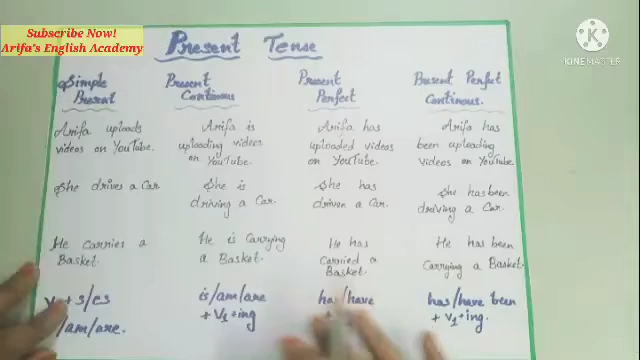 Subscribe Now!
Arifa's English Academy
KINEMASTER
Present Tense
Simple
Present
Arifa uploads
videos on YouTube.
She drives a Car
He Carries a
Basket.
+ s/es
/am/are.
Present
Continuous
Arifa is
uploading videos
on YouTube.
She is
driving a Car.
He is Carrying
a Basket.
is/am/are
+ V1 + ing
Present
Perfect
Arifa has
uploaded videos
on YouTube.
She has
driven a Car.
He has
Carried a
Basket.
has/have
+
Present Perfect
Continous.
Arifa has
been uploading
videos on YouTube
She has been
driving a Car.
He has been
Carrying a Basket.
has/have been
+ V1 + ing.